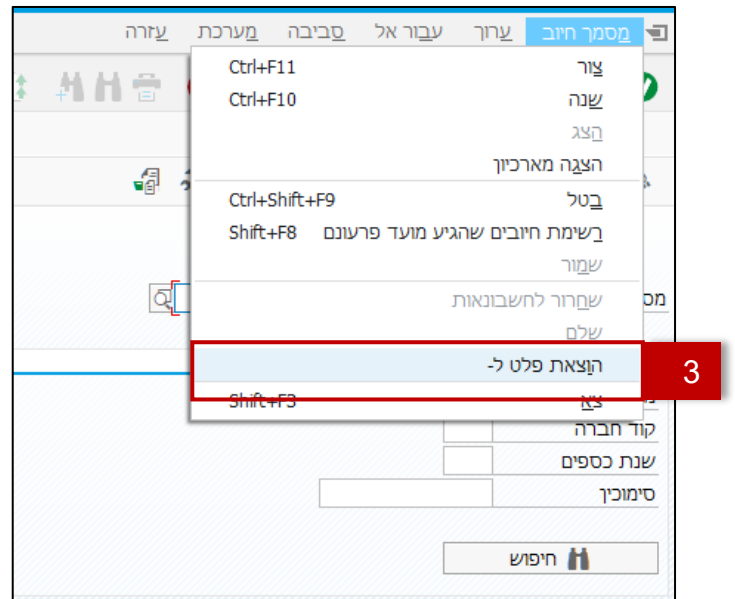 מסמך חיוב ערוך עבור אל סביבה מערכת עזרה
צור Ctrl+F11
שנה Ctrl+F10
הצג
הצגה מארכיון
בטל Ctrl+Shift+F9
רשימת חיובים שהגיע מועד פרעונם Shift+F8
שמור
שחרור לחשבונאות
שלם
הוצאת פלט ל-
3
צא Shift+F3
מס
קוד חברה
שנת כספים
סימוכין
חיפוש